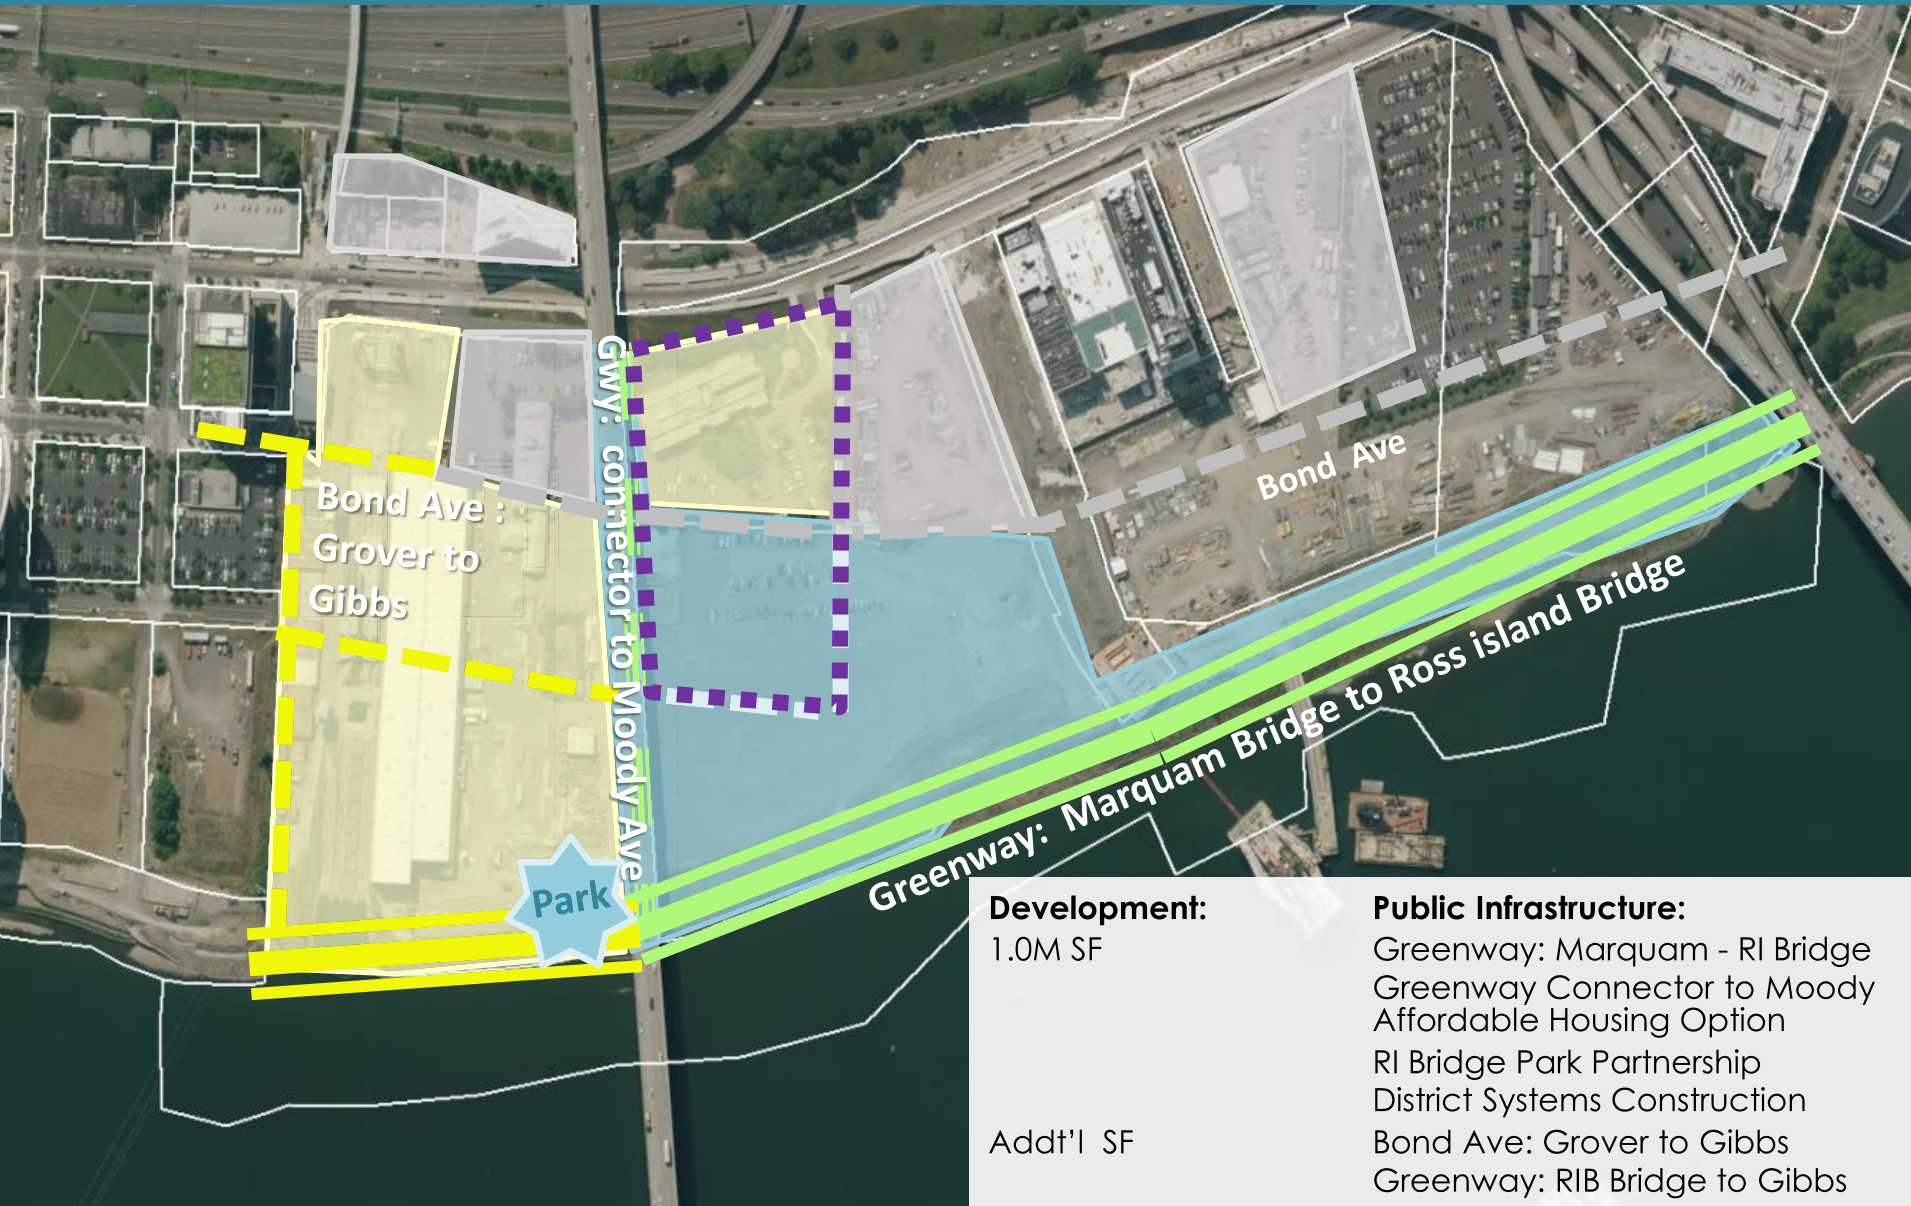 Gwy:  connector to Moody Ave
Bond Ave :
Grover to
Gibbs
Bond Ave
Park
Greenway:  Marquam Bridge to Ross island Bridge
Development:
1.0M SF
Addt’l  SF
Public Infrastructure:
Greenway: Marquam - RI Bridge
Greenway Connector to Moody
Affordable Housing Option
RI Bridge Park Partnership
District Systems Construction
Bond Ave: Grover to Gibbs
Greenway: RIB Bridge to Gibbs